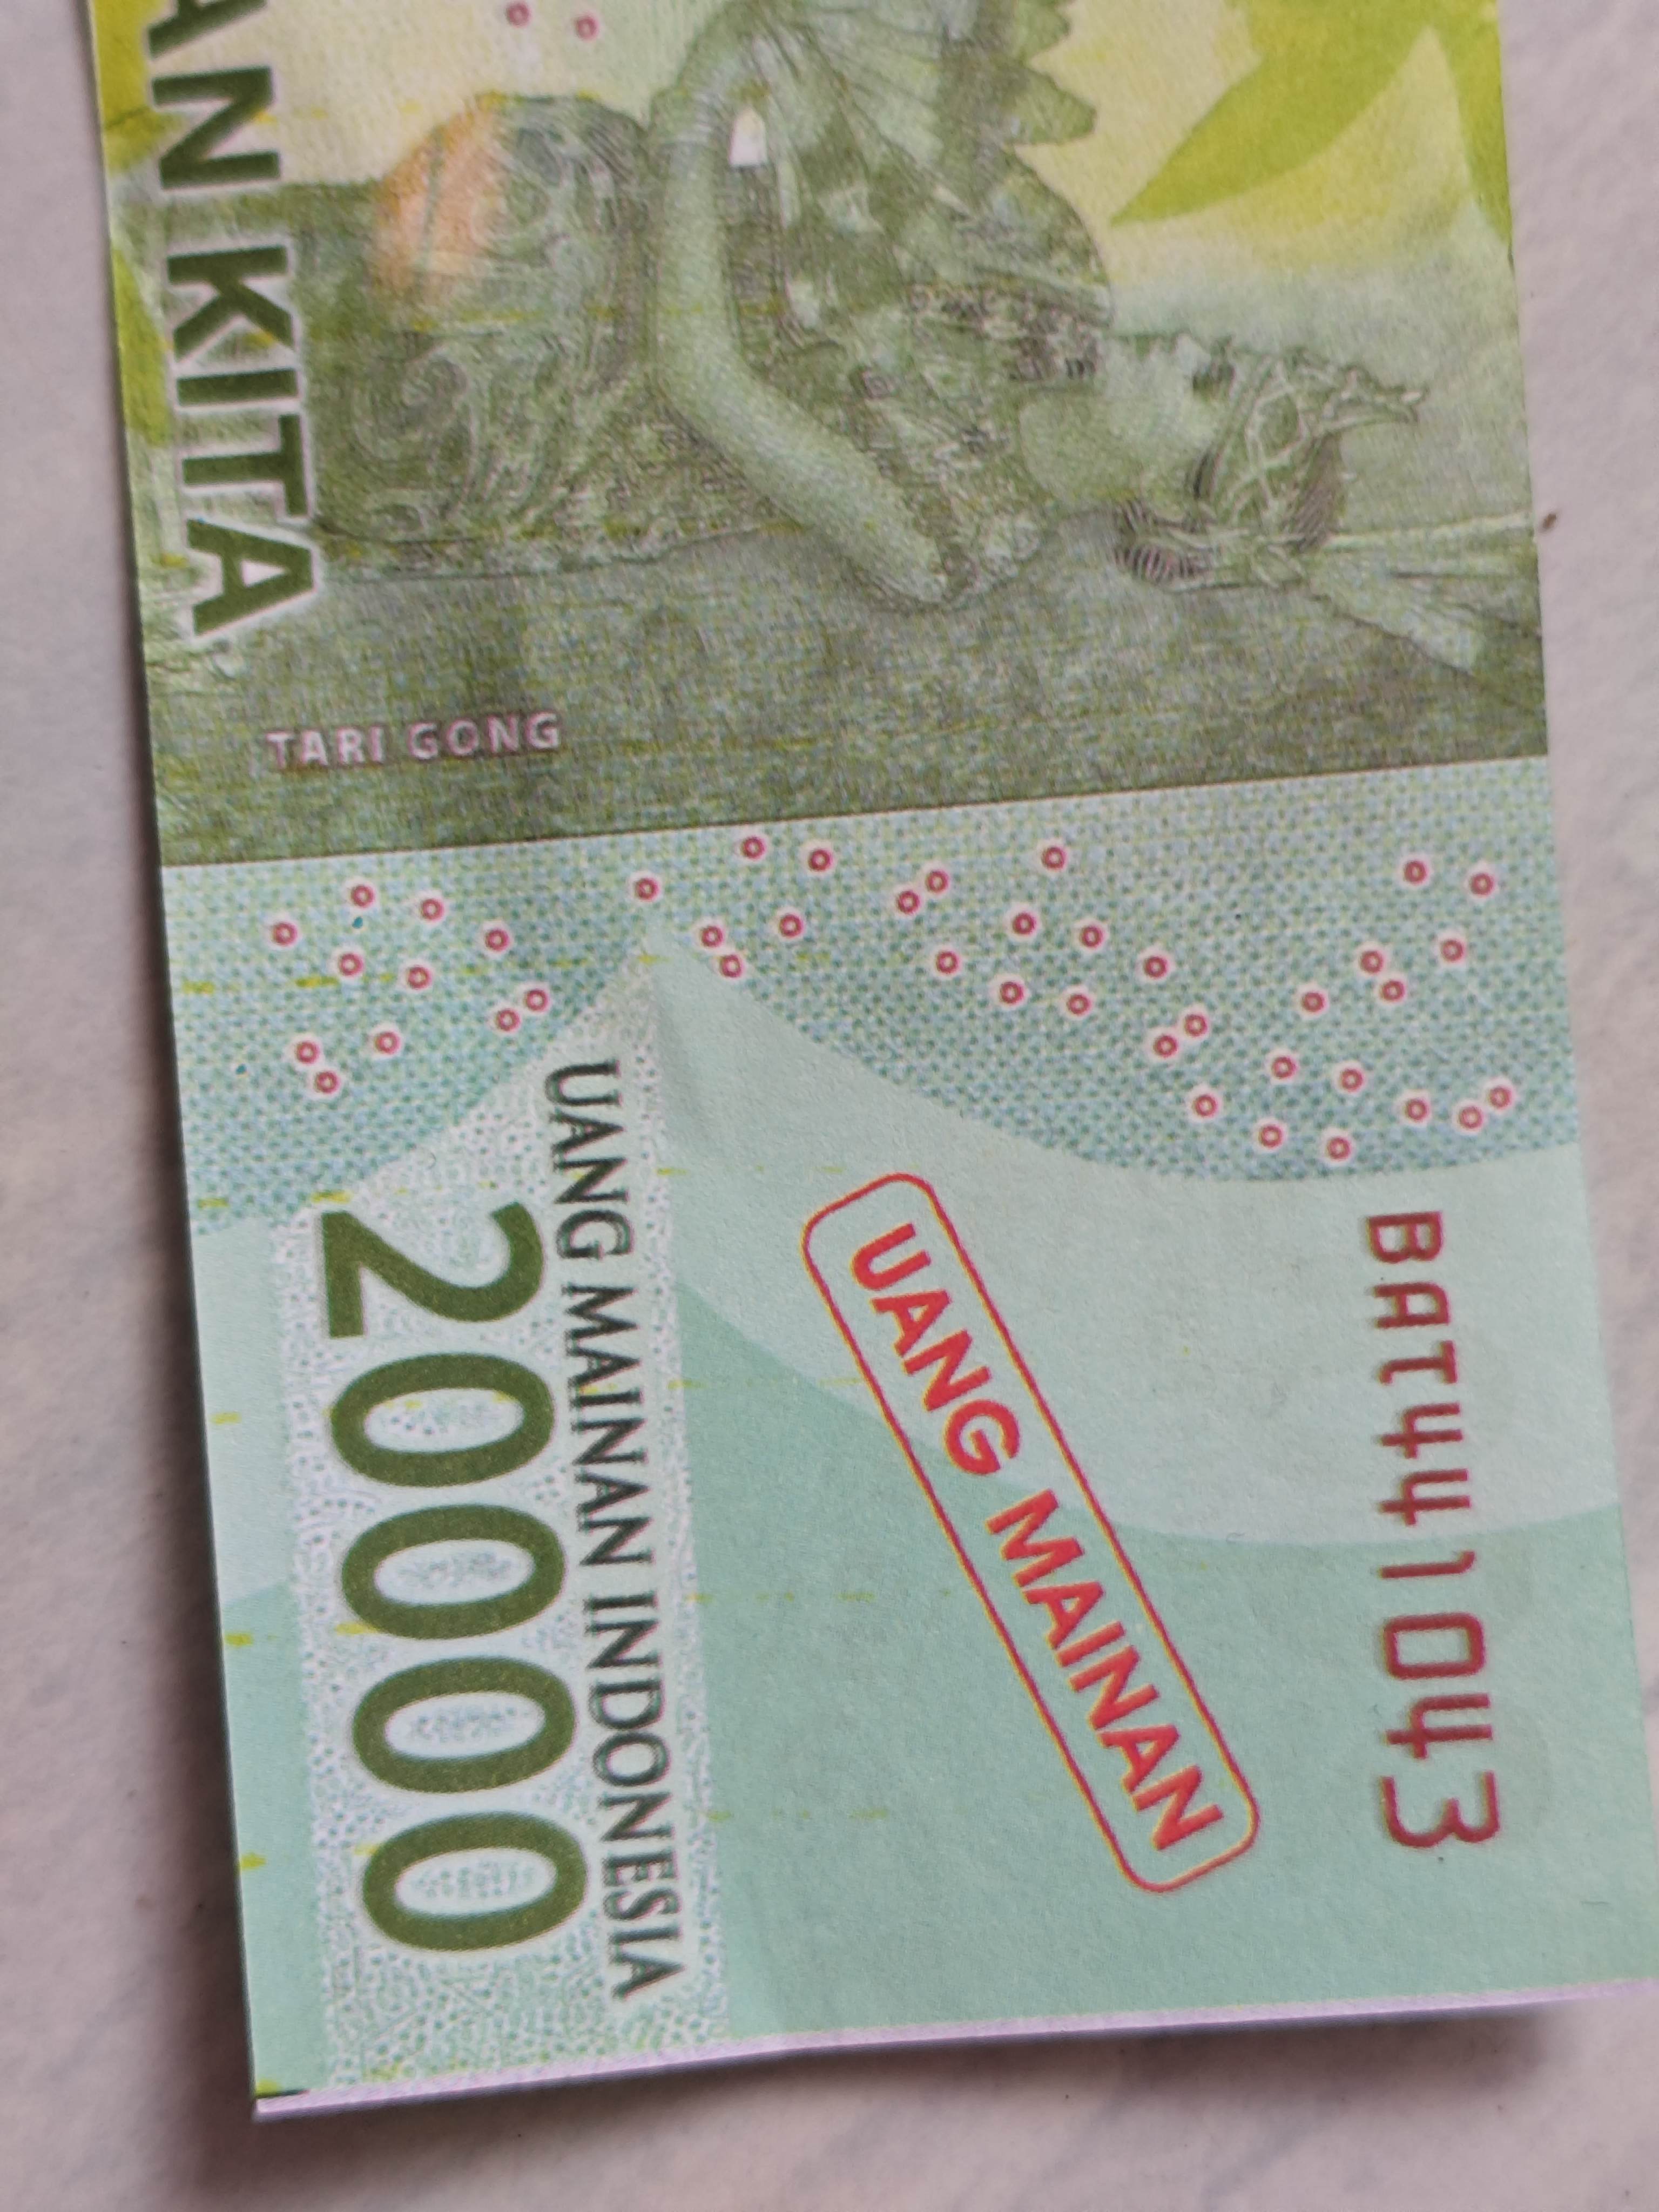 AN KITA
TARI GONG
UANG MAINAN INDONESIA
20000
UANG MAINAN
BAT441043